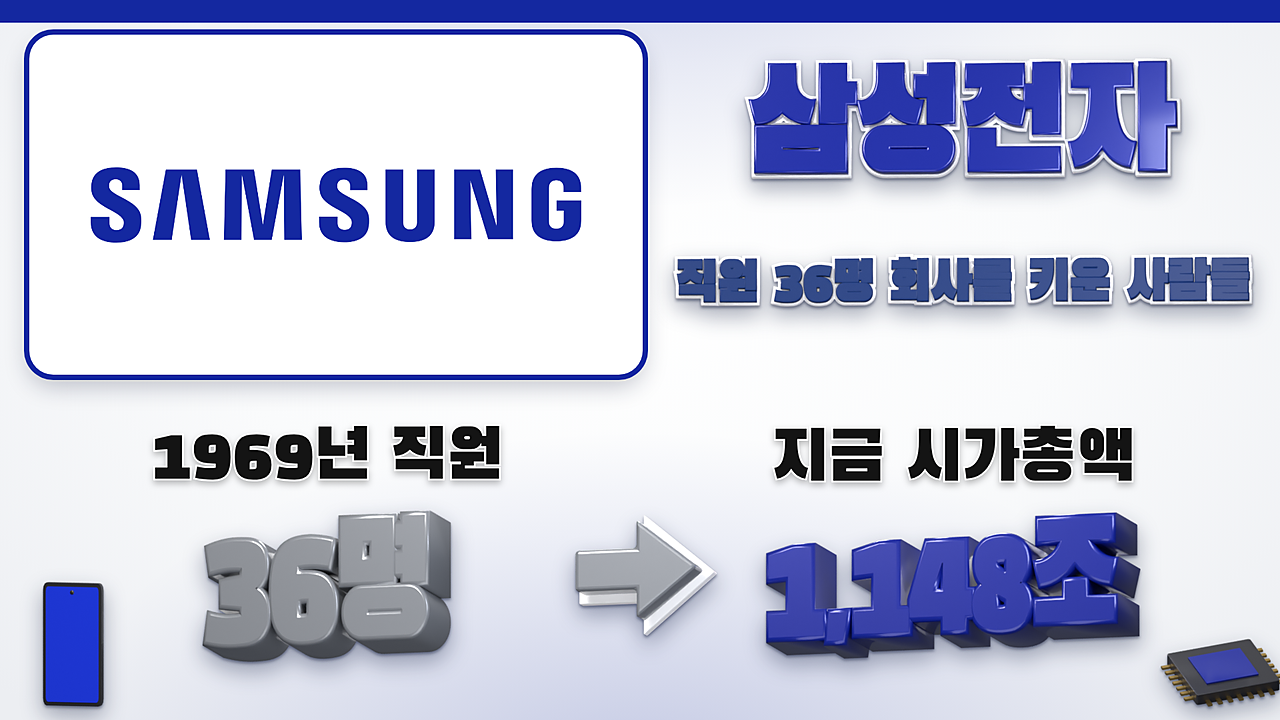 SAMSUNG
삼성전자
직원 36명 회사를 키운 사람들
1969년 직원
지금 시가총액
36명
1,148조